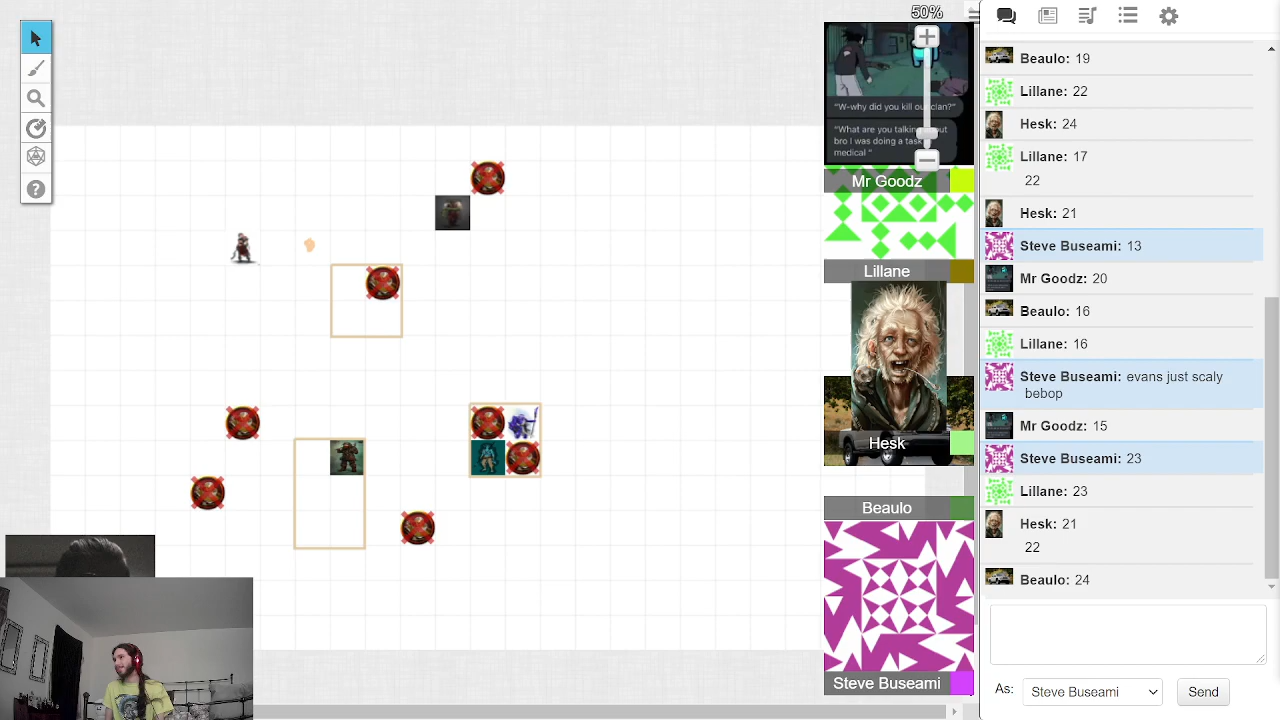 50%
"W-why did you kill our clan?"
"What are you talking about
bro I was doing a task
medical "
Mr Goodz
Lillane
Hesk
Beaulo
Steve Buseami
Beaulo: 19
Lillane: 22
Hesk: 24
Lillane: 17
22
Hesk: 21
Steve Buseami: 13
Mr Goodz: 20
Beaulo: 16
Lillane: 16
Steve Buseami: evans just scaly
bebop
Mr Goodz: 15
Steve Buseami: 23
Lillane: 23
Hesk: 21
22
Beaulo: 24
As: Steve Buseami Send